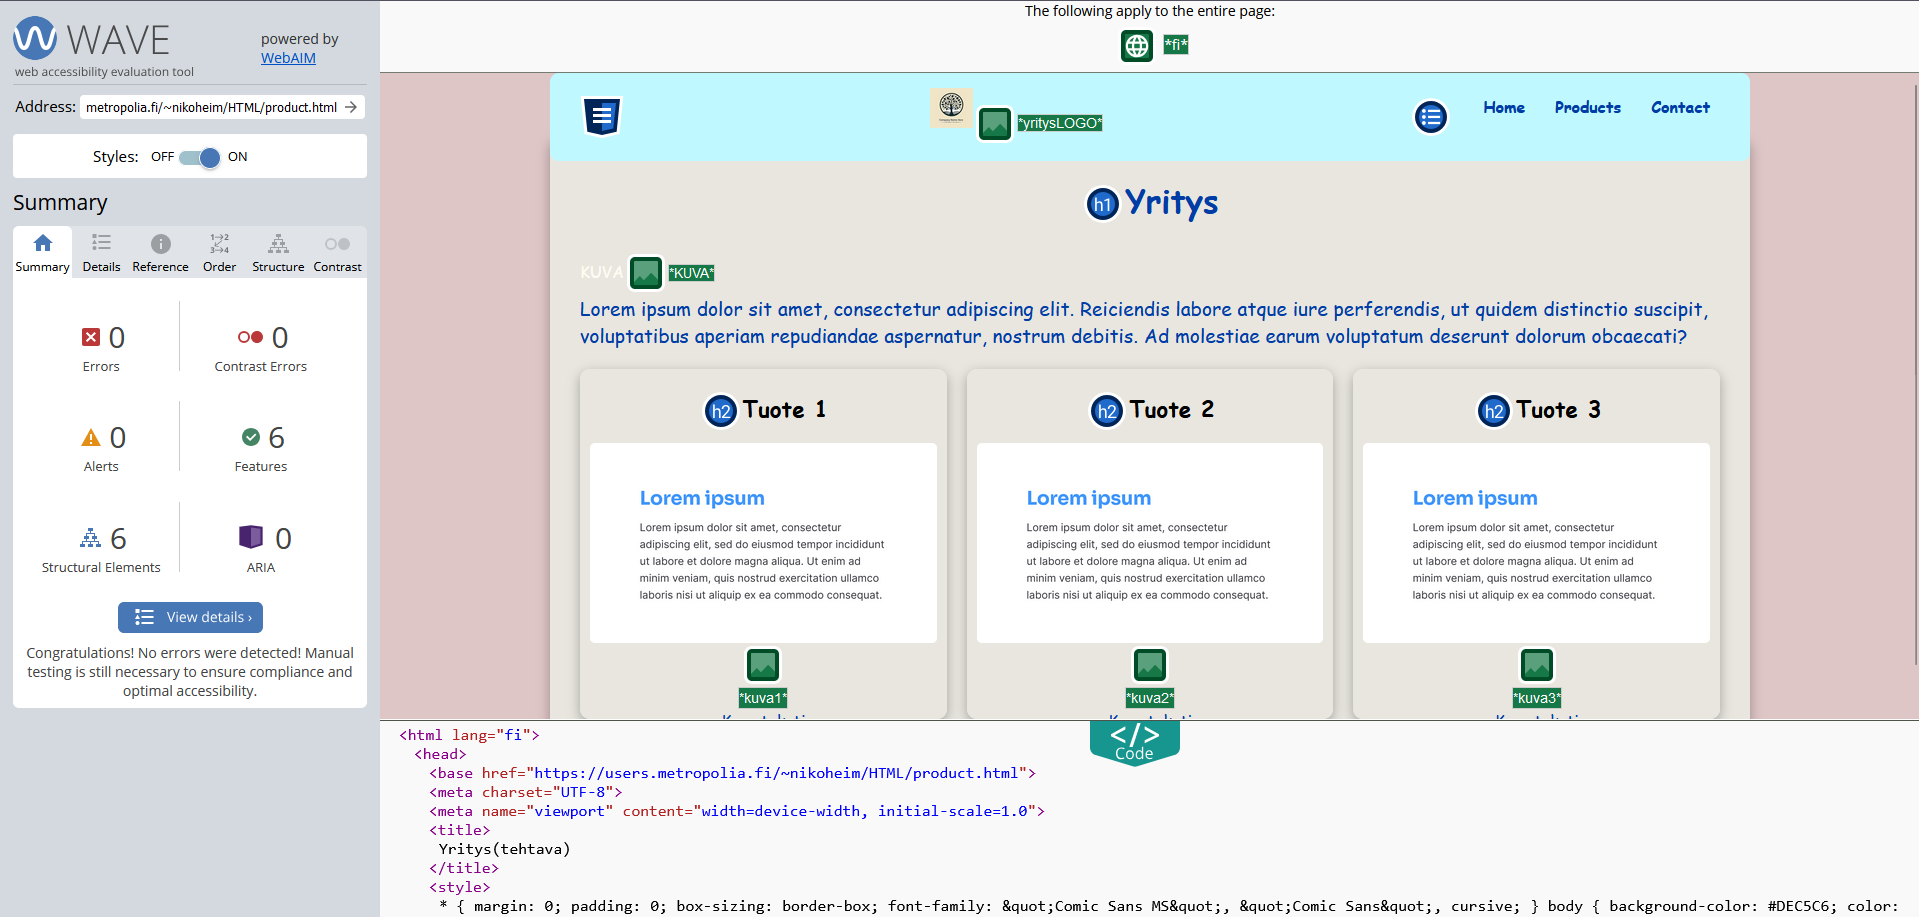 WAVE
powered by
WebAIM
web accessibility evaluation tool
Address: metropolia.fi/~nikoheim/HTML/product.html
Styles: OFF ON
Summary
Summary Details Reference Order Structure Contrast
0 Errors
0 Contrast Errors
0 Alerts
6 Features
6 Structural Elements
0 ARIA
View details ›
Congratulations! No errors were detected! Manual
testing is still necessary to ensure compliance and
optimal accessibility.
The following apply to the entire page:
*fi*
*yritysLOGO*
Home Products Contact
h1 Yritys
KUVA *KUVA*
Lorem ipsum dolor sit amet, consectetur adipiscing elit. Reiciendis labore atque iure perferendis, ut quidem distinctio suscipit,
voluptatibus aperiam repudiandae aspernatur, nostrum debitis. Ad molestiae earum voluptatum deserunt dolorum obcaecati?
h2 Tuote 1
Lorem ipsum
Lorem ipsum dolor sit amet, consectetur
adipiscing elit, sed do eiusmod tempor incididunt
ut labore et dolore magna aliqua. Ut enim ad
minim veniam, quis nostrud exercitation ullamco
laboris nisi ut aliquip ex ea commodo consequat.
*kuva1*
h2 Tuote 2
Lorem ipsum
Lorem ipsum dolor sit amet, consectetur
adipiscing elit, sed do eiusmod tempor incididunt
ut labore et dolore magna aliqua. Ut enim ad
minim veniam, quis nostrud exercitation ullamco
laboris nisi ut aliquip ex ea commodo consequat.
*kuva2*
h2 Tuote 3
Lorem ipsum
Lorem ipsum dolor sit amet, consectetur
adipiscing elit, sed do eiusmod tempor incididunt
ut labore et dolore magna aliqua. Ut enim ad
minim veniam, quis nostrud exercitation ullamco
laboris nisi ut aliquip ex ea commodo consequat.
*kuva3*
</>
Code
<html lang="fi">
<head>
<base href="https://users.metropolia.fi/~nikoheim/HTML/product.html">
<meta charset="UTF-8">
<meta name="viewport" content="width=device-width, initial-scale=1.0">
<title>
Yritys(tehtava)
</title>
<style>
* { margin: 0; padding: 0; box-sizing: border-box; font-family: &quot;Comic Sans MS&quot;, &quot;Comic Sans&quot;, cursive; } body { background-color: #DEC5C6; color: